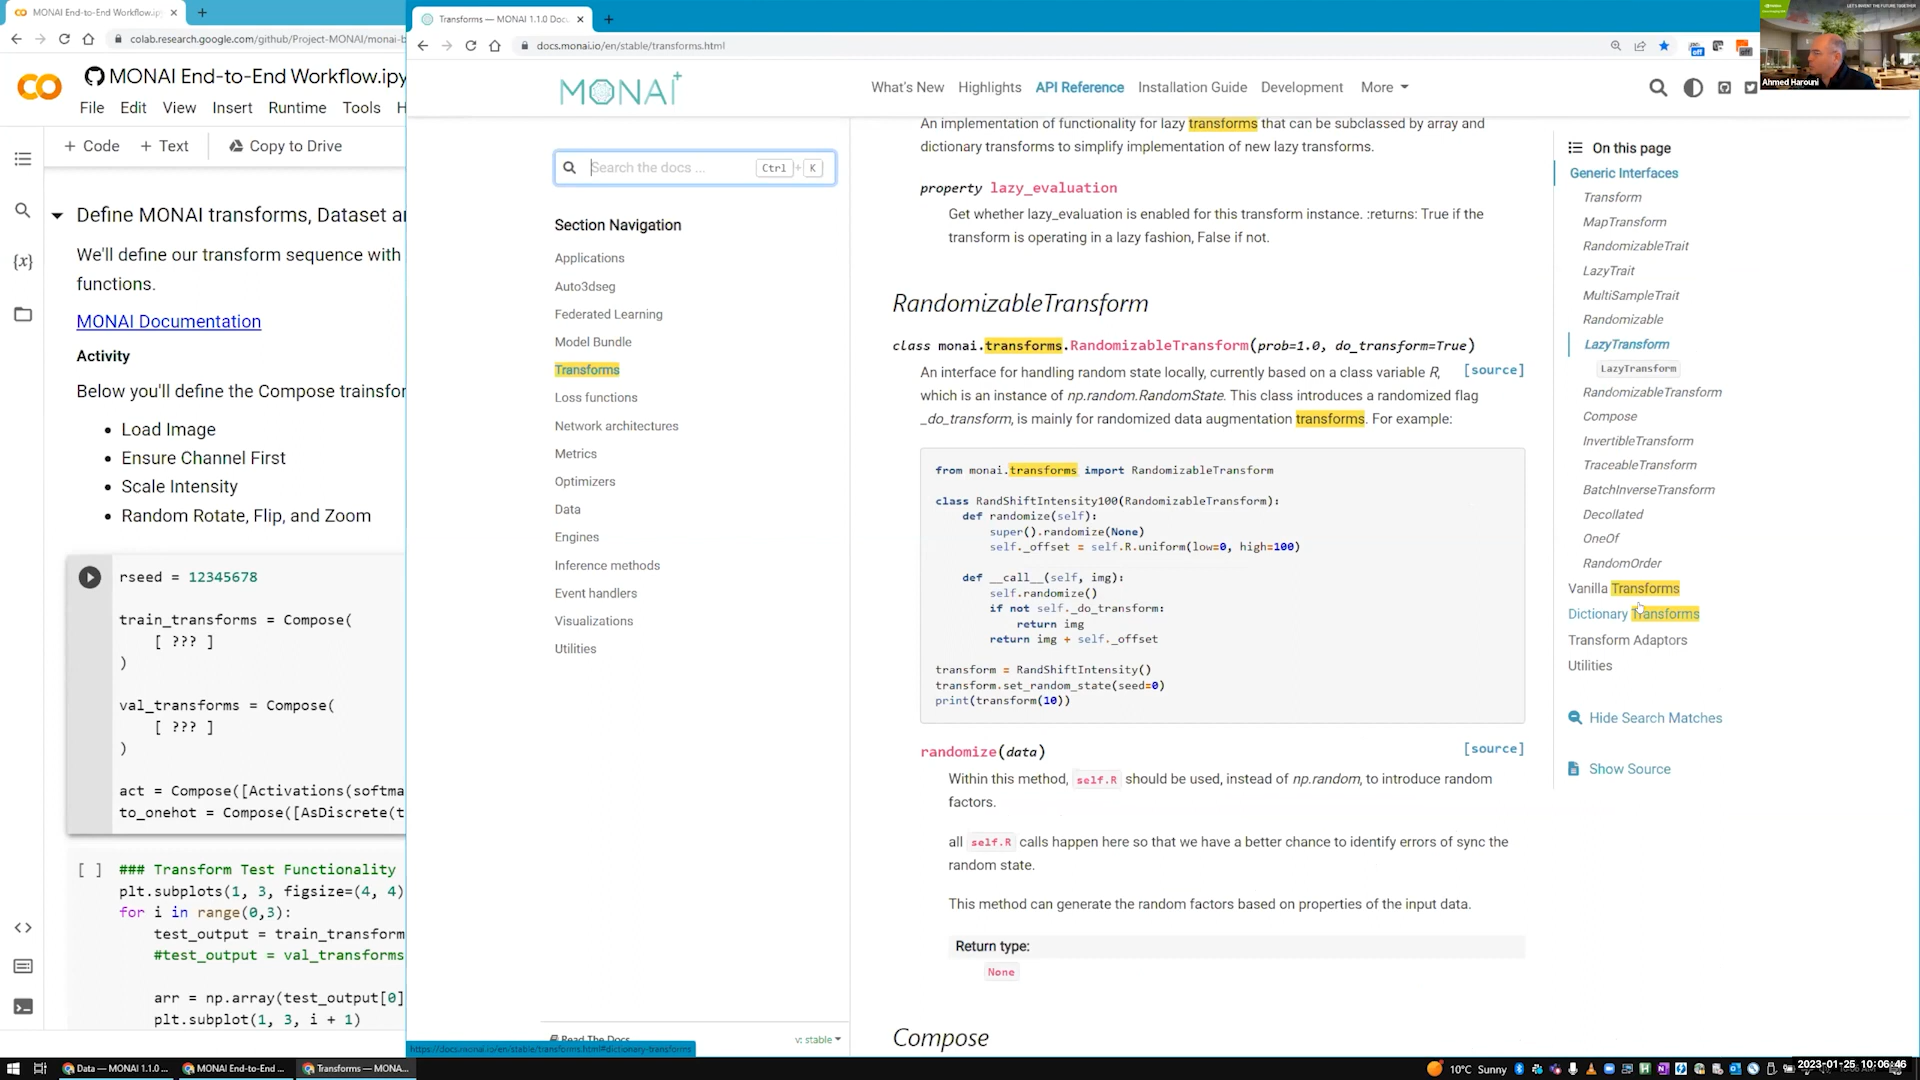 MONAI End-to-End Workflow.ipy
colab.research.google.com/github/Project-MONAI/monai-b
MONAI End-to-End Workflow.ipy
File Edit View Insert Runtime Tools H
+ Code + Text Copy to Drive
Define MONAI transforms, Dataset ar
We'll define our transform sequence with
functions.
MONAI Documentation
Activity
Below you'll define the Compose trainsfor
Load Image
Ensure Channel First
Scale Intensity
Random Rotate, Flip, and Zoom
rseed = 12345678
train_transforms = Compose(
[ ??? ]
)
val_transforms = Compose(
[ ??? ]
)
act = Compose([Activations(softma
to_onehot = Compose([AsDiscrete(t
[ ] ### Transform Test Functionality
plt.subplots(1, 3, figsize=(4, 4)
for i in range(0,3):
test_output = train_transform
#test_output = val_transforms
arr = np.array(test_output[0]
plt.subplot(1, 3, i + 1)
Transforms — MONAI 1.1.0 Docu
docs.monai.io/en/stable/transforms.html
MONAI
What's New Highlights API Reference Installation Guide Development More
Search the docs ... Ctrl + K
Section Navigation
Applications
Auto3dseg
Federated Learning
Model Bundle
Transforms
Loss functions
Network architectures
Metrics
Optimizers
Data
Engines
Inference methods
Event handlers
Visualizations
Utilities
Read The Docs v: stable
https://docs.monai.io/en/stable/transforms.html#dictionary-transforms
An implementation of functionality for lazy transforms that can be subclassed by array and
dictionary transforms to simplify implementation of new lazy transforms.
property lazy_evaluation
Get whether lazy_evaluation is enabled for this transform instance. :returns: True if the
transform is operating in a lazy fashion, False if not.
RandomizableTransform
class monai.transforms.RandomizableTransform(prob=1.0, do_transform=True)
An interface for handling random state locally, currently based on a class variable R, [source]
which is an instance of np.random.RandomState. This class introduces a randomized flag
_do_transform, is mainly for randomized data augmentation transforms. For example:
from monai.transforms import RandomizableTransform
class RandShiftIntensity100(RandomizableTransform):
def randomize(self):
super().randomize(None)
self._offset = self.R.uniform(low=0, high=100)
def __call__(self, img):
self.randomize()
if not self._do_transform:
return img
return img + self._offset
transform = RandShiftIntensity()
transform.set_random_state(seed=0)
print(transform(10))
randomize(data) [source]
Within this method, self.R should be used, instead of np.random, to introduce random
factors.
all self.R calls happen here so that we have a better chance to identify errors of sync the
random state.
This method can generate the random factors based on properties of the input data.
Return type:
None
Compose
On this page
Generic Interfaces
Transform
MapTransform
RandomizableTrait
LazyTrait
MultiSampleTrait
Randomizable
LazyTransform
LazyTransform
RandomizableTransform
Compose
InvertibleTransform
TraceableTransform
BatchInverseTransform
Decollated
OneOf
RandomOrder
Vanilla Transforms
Dictionary Transforms
Transform Adaptors
Utilities
Hide Search Matches
Show Source
Ahmed Harouni
Data — MONAI 1.1.0 ... MONAI End-to-End ... Transforms — MONA...
10°C Sunny
2023-01-25 10:06:46